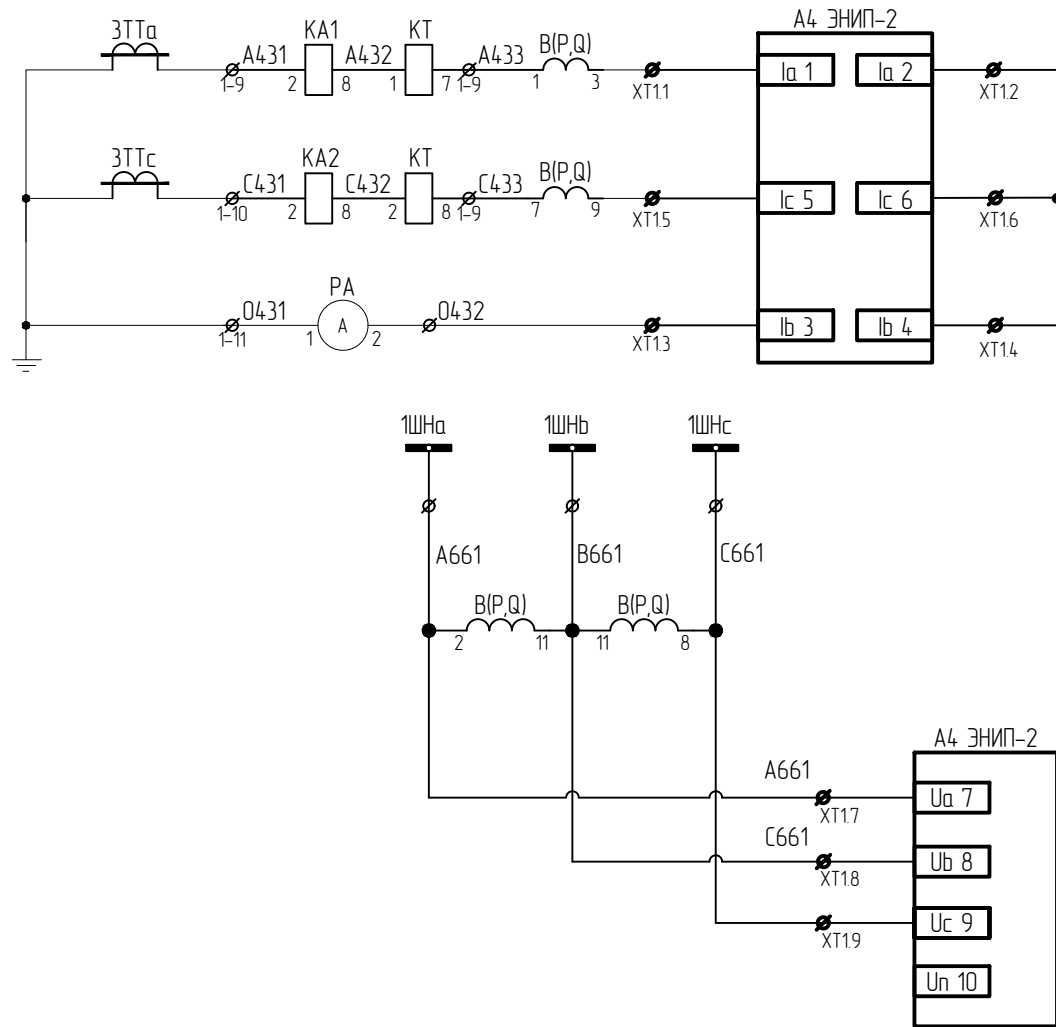 А4 ЭНИП-2
3ТТа
КА1
КТ
А431
А432
А433
В(Р,Q)
1-9
2
8
1
7
1-9
1
3
ХТ1.1
Ia 1
Ia 2
ХТ1.2
3ТТс
КА2
КТ
С431
С432
С433
В(Р,Q)
1-10
2
8
2
8
1-9
7
9
ХТ1.5
Ic 5
Ic 6
ХТ1.6
РА
0431
А
0432
1-11
1
2
ХТ1.3
Ib 3
Ib 4
ХТ1.4
1ШНа
1ШНb
1ШНс
А661
В661
С661
В(Р,Q)
В(Р,Q)
2
11
11
8
А4 ЭНИП-2
А661
ХТ1.7
Ua 7
С661
ХТ1.8
Ub 8
ХТ1.9
Uc 9
Un 10